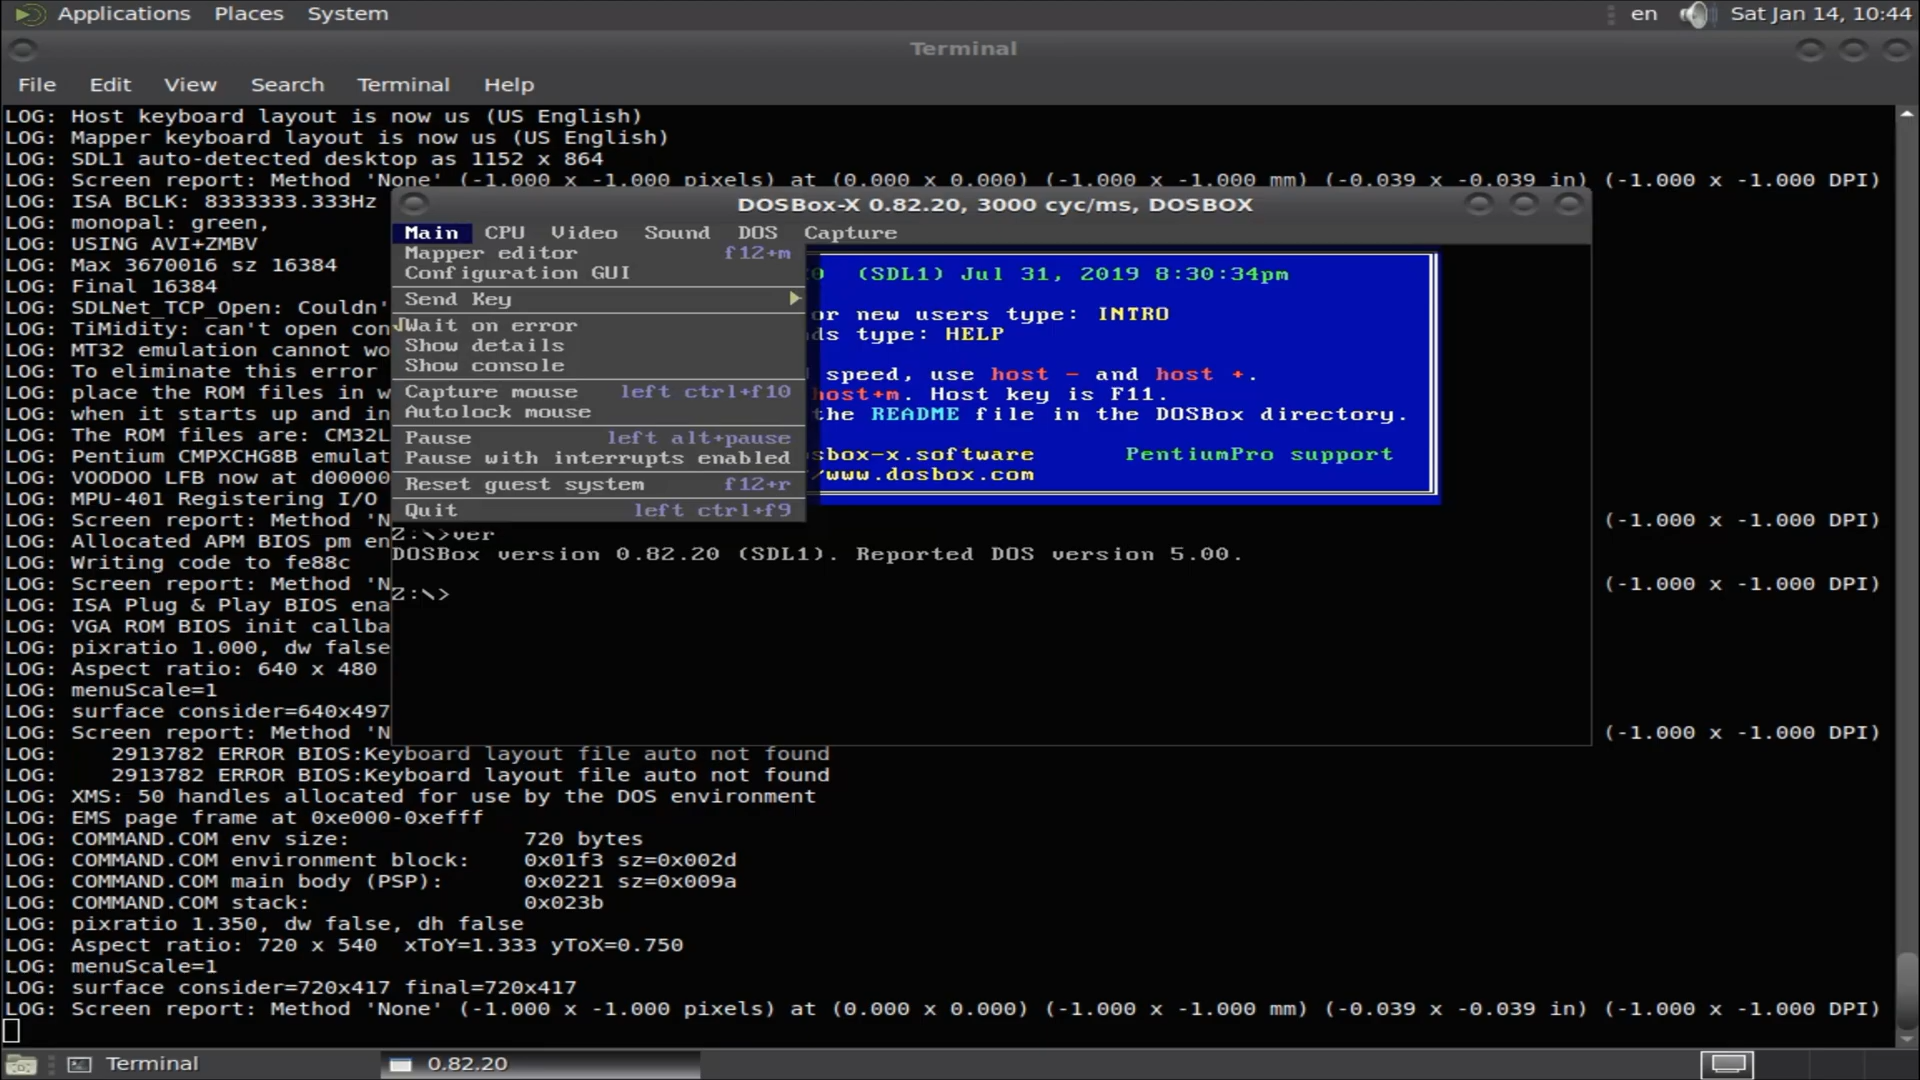 Applications Places System en Sat Jan 14, 10:44
Terminal
File Edit View Search Terminal Help
LOG: Host keyboard layout is now us (US English)
LOG: Mapper keyboard layout is now us (US English)
LOG: SDL1 auto-detected desktop as 1152 x 864
LOG: Screen report: Method 'None' (-1.000 x -1.000 pixels) at (0.000 x 0.000) (-1.000 x -1.000 mm) (-0.039 x -0.039 in) (-1.000 x -1.000 DPI)
LOG: ISA BCLK: 8333333.333Hz
LOG: monopal: green,
LOG: USING AVI+ZMBV
LOG: Max 3670016 sz 16384
LOG: Final 16384
LOG: SDLNet_TCP_Open: Couldn'
LOG: TiMidity: can't open con
LOG: MT32 emulation cannot wo
LOG: To eliminate this error
LOG: place the ROM files in w
LOG: when it starts up and in
LOG: The ROM files are: CM32L
LOG: Pentium CMPXCHG8B emulat
LOG: VOODOO LFB now at d00000
LOG: MPU-401 Registering I/O
LOG: Screen report: Method 'N (-1.000 x -1.000 DPI)
LOG: Allocated APM BIOS pm en
LOG: Writing code to fe88c
LOG: Screen report: Method 'N (-1.000 x -1.000 DPI)
LOG: ISA Plug & Play BIOS ena
LOG: VGA ROM BIOS init callba
LOG: pixratio 1.000, dw false
LOG: Aspect ratio: 640 x 480
LOG: menuScale=1
LOG: surface consider=640x497
LOG: Screen report: Method 'N (-1.000 x -1.000 DPI)
LOG: 2913782 ERROR BIOS:Keyboard layout file auto not found
LOG: 2913782 ERROR BIOS:Keyboard layout file auto not found
LOG: XMS: 50 handles allocated for use by the DOS environment
LOG: EMS page frame at 0xe000-0xefff
LOG: COMMAND.COM env size: 720 bytes
LOG: COMMAND.COM environment block: 0x01f3 sz=0x002d
LOG: COMMAND.COM main body (PSP): 0x0221 sz=0x009a
LOG: COMMAND.COM stack: 0x023b
LOG: pixratio 1.350, dw false, dh false
LOG: Aspect ratio: 720 x 540 xToY=1.333 yToX=0.750
LOG: menuScale=1
LOG: surface consider=720x417 final=720x417
LOG: Screen report: Method 'None' (-1.000 x -1.000 pixels) at (0.000 x 0.000) (-1.000 x -1.000 mm) (-0.039 x -0.039 in) (-1.000 x -1.000 DPI)
DOSBox-X 0.82.20, 3000 cyc/ms, DOSBOX
Main CPU Video Sound DOS Capture
Mapper editor f12+m
Configuration GUI
Send Key
Wait on error
Show details
Show console
Capture mouse left ctrl+f10
Autolock mouse
Pause left alt+pause
Pause with interrupts enabled
Reset guest system f12+r
Quit left ctrl+f9
0 (SDL1) Jul 31, 2019 8:30:34pm
or new users type: INTRO
ds type: HELP
speed, use host - and host +.
host+m. Host key is F11.
the README file in the DOSBox directory.
sbox-x.software PentiumPro support
/www.dosbox.com
Z:\>ver
DOSBox version 0.82.20 (SDL1). Reported DOS version 5.00.
Z:\>
Terminal 0.82.20